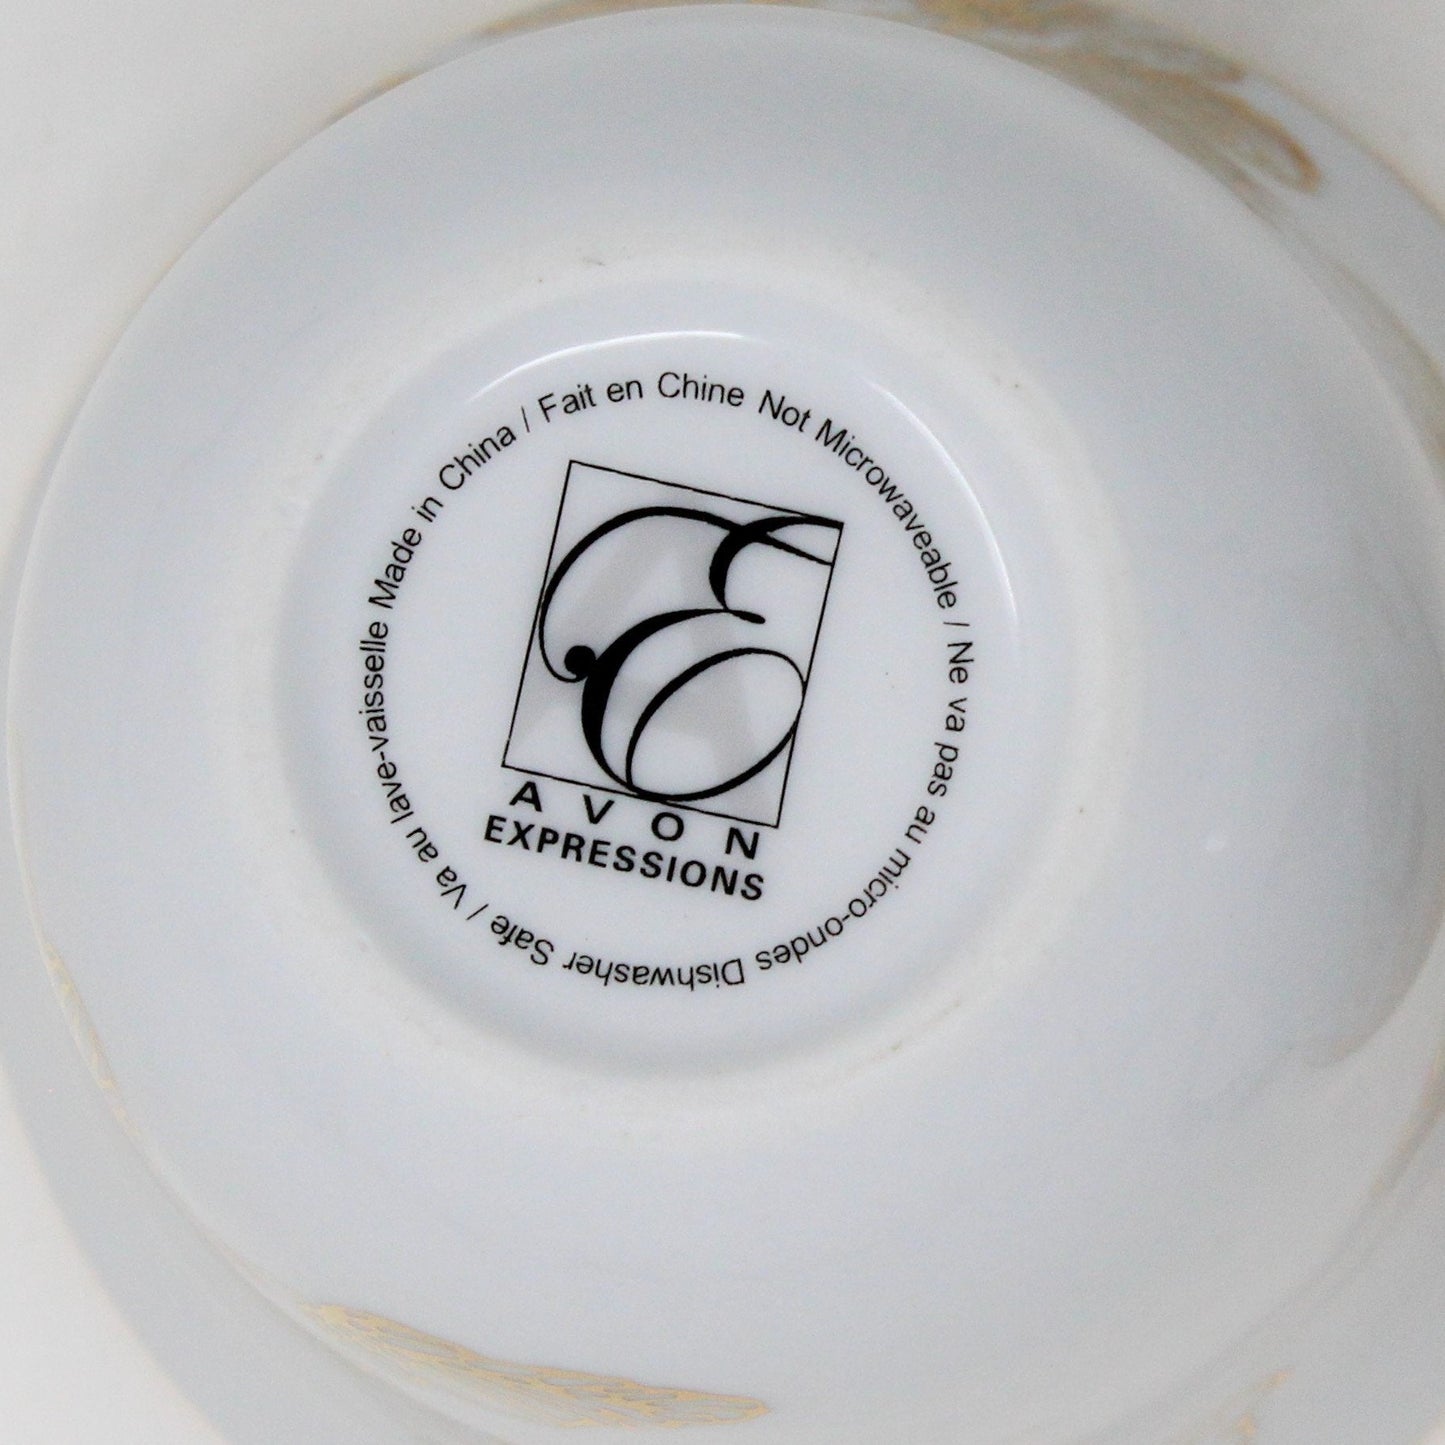 Made in China / Fait en Chine Not Microwaveable / Ne va pas au micro-ondes Dishwasher Safe / Va au lave-vaisselle
E
AVON
EXPRESSIONS